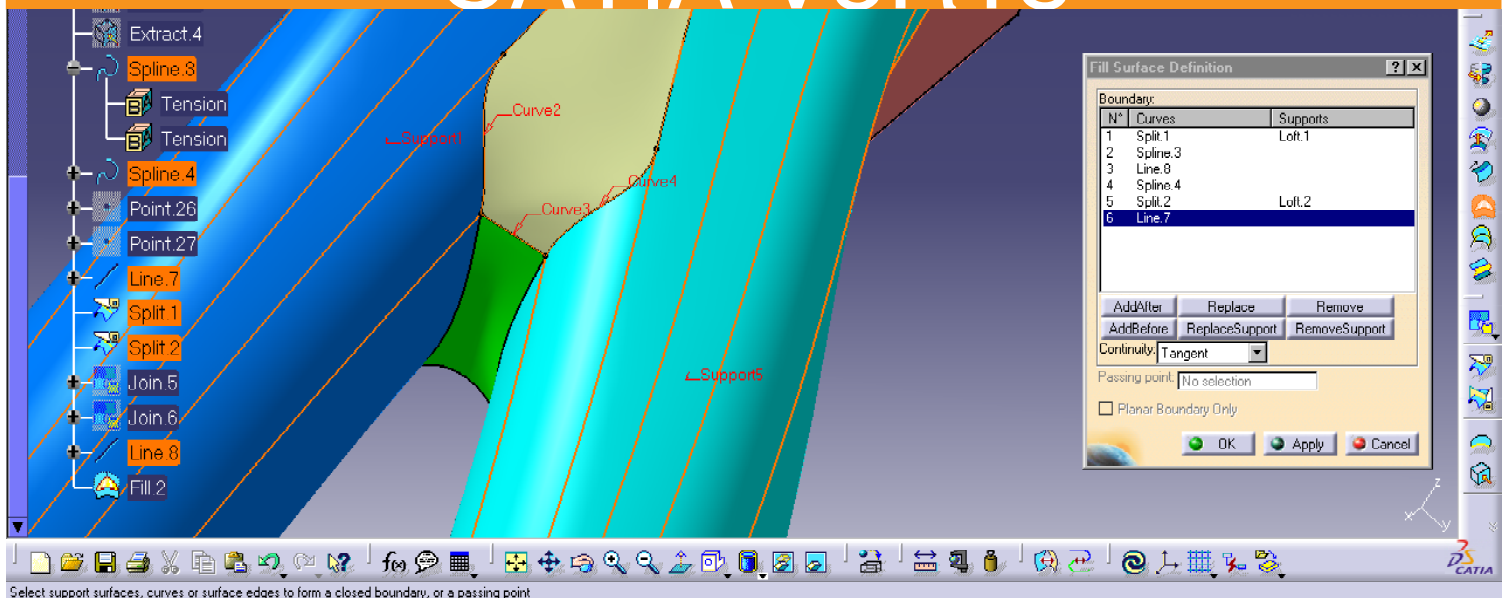 Extract.4
Spline.3
Tension
Tension
Spline.4
Point.26
Point.27
Line.7
Split.1
Split.2
Join.5
Join.6
Line.8
Fill.2
Curve2
Support1
Curve4
Curve3
Support5
Fill Surface Definition
Boundary:
N° Curves Supports
1 Split.1 Loft.1
2 Spline.3
3 Line.8
4 Spline.4
5 Split.2 Loft.2
6 Line.7
AddAfter Replace Remove
AddBefore ReplaceSupport RemoveSupport
Continuity: Tangent
Passing point: No selection
Planar Boundary Only
OK Apply Cancel
z
x y
f(x)
CATIA
Select support surfaces, curves or surface edges to form a closed boundary, or a passing point